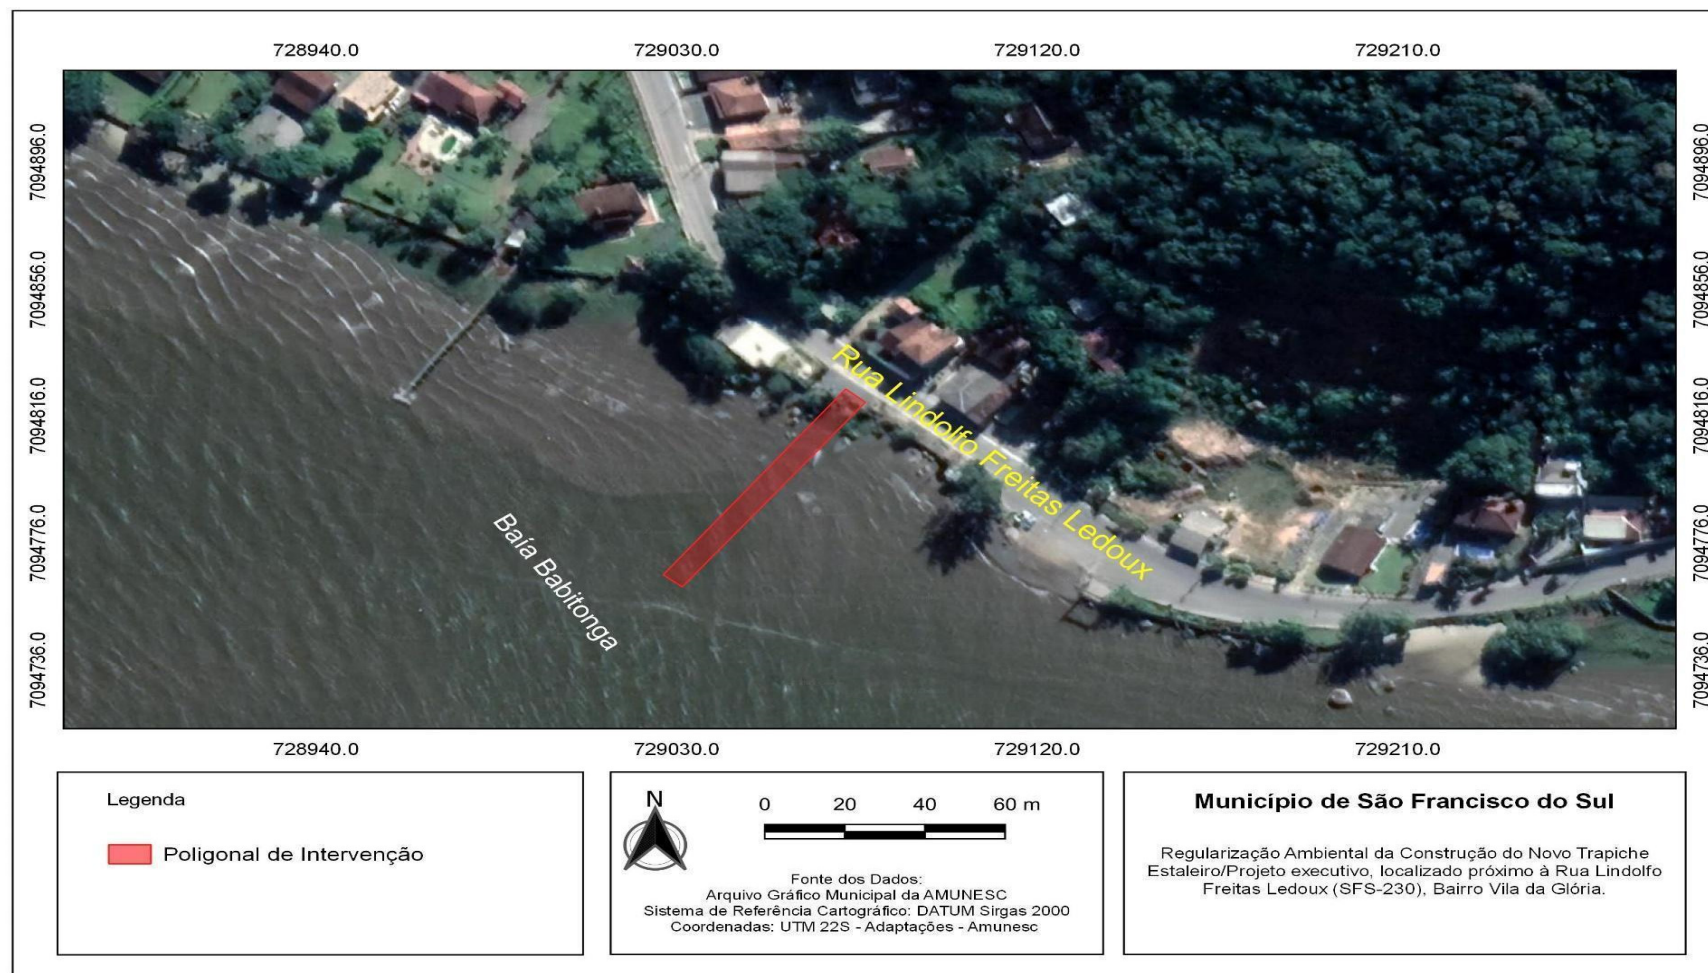 728940.0 729030.0 729120.0 729210.0
7094896.0 7094896.0
7094856.0 7094856.0
7094816.0 7094816.0
7094776.0 7094776.0
7094736.0 7094736.0
Rua Lindolfo Freitas Ledoux
Baía Babitonga
728940.0 729030.0 729120.0 729210.0
Legenda
Poligonal de Intervenção
N
0 20 40 60 m
Fonte dos Dados:
Arquivo Gráfico Municipal da AMUNESC
Sistema de Referência Cartográfico: DATUM Sirgas 2000
Coordenadas: UTM 22S - Adaptações - Amunesc
Município de São Francisco do Sul
Regularização Ambiental da Construção do Novo Trapiche
Estaleiro/Projeto executivo, localizado próximo à Rua Lindolfo
Freitas Ledoux (SFS-230), Bairro Vila da Glória.